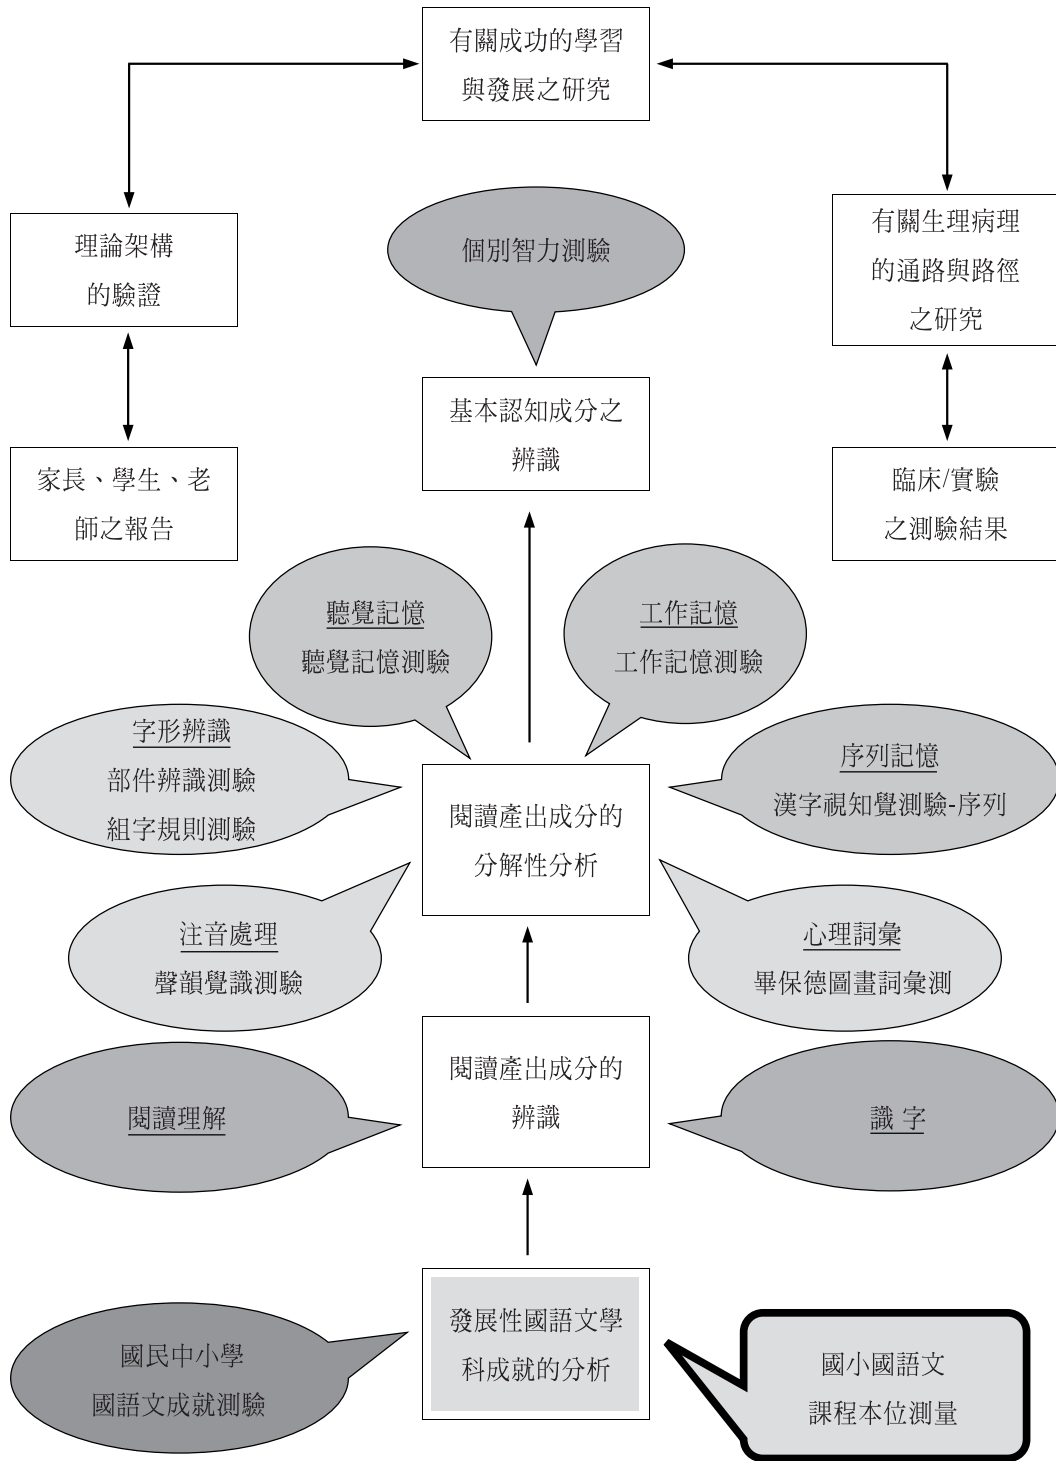 有關成功的學習
與發展之研究
理論架構
的驗證
個別智力測驗
有關生理病理
的通路與路徑
之研究
家長、學生、老
師之報告
基本認知成分之
辨識
臨床/實驗
之測驗結果
聽覺記憶
聽覺記憶測驗
工作記憶
工作記憶測驗
字形辨識
部件辨識測驗
組字規則測驗
閱讀產出成分的
分解性分析
序列記憶
漢字視知覺測驗-序列
注音處理
聲韻覺識測驗
心理詞彙
畢保德圖畫詞彙測
閱讀理解
閱讀產出成分的
辨識
識 字
國民中小學
國語文成就測驗
發展性國語文學
科成就的分析
國小國語文
課程本位測量